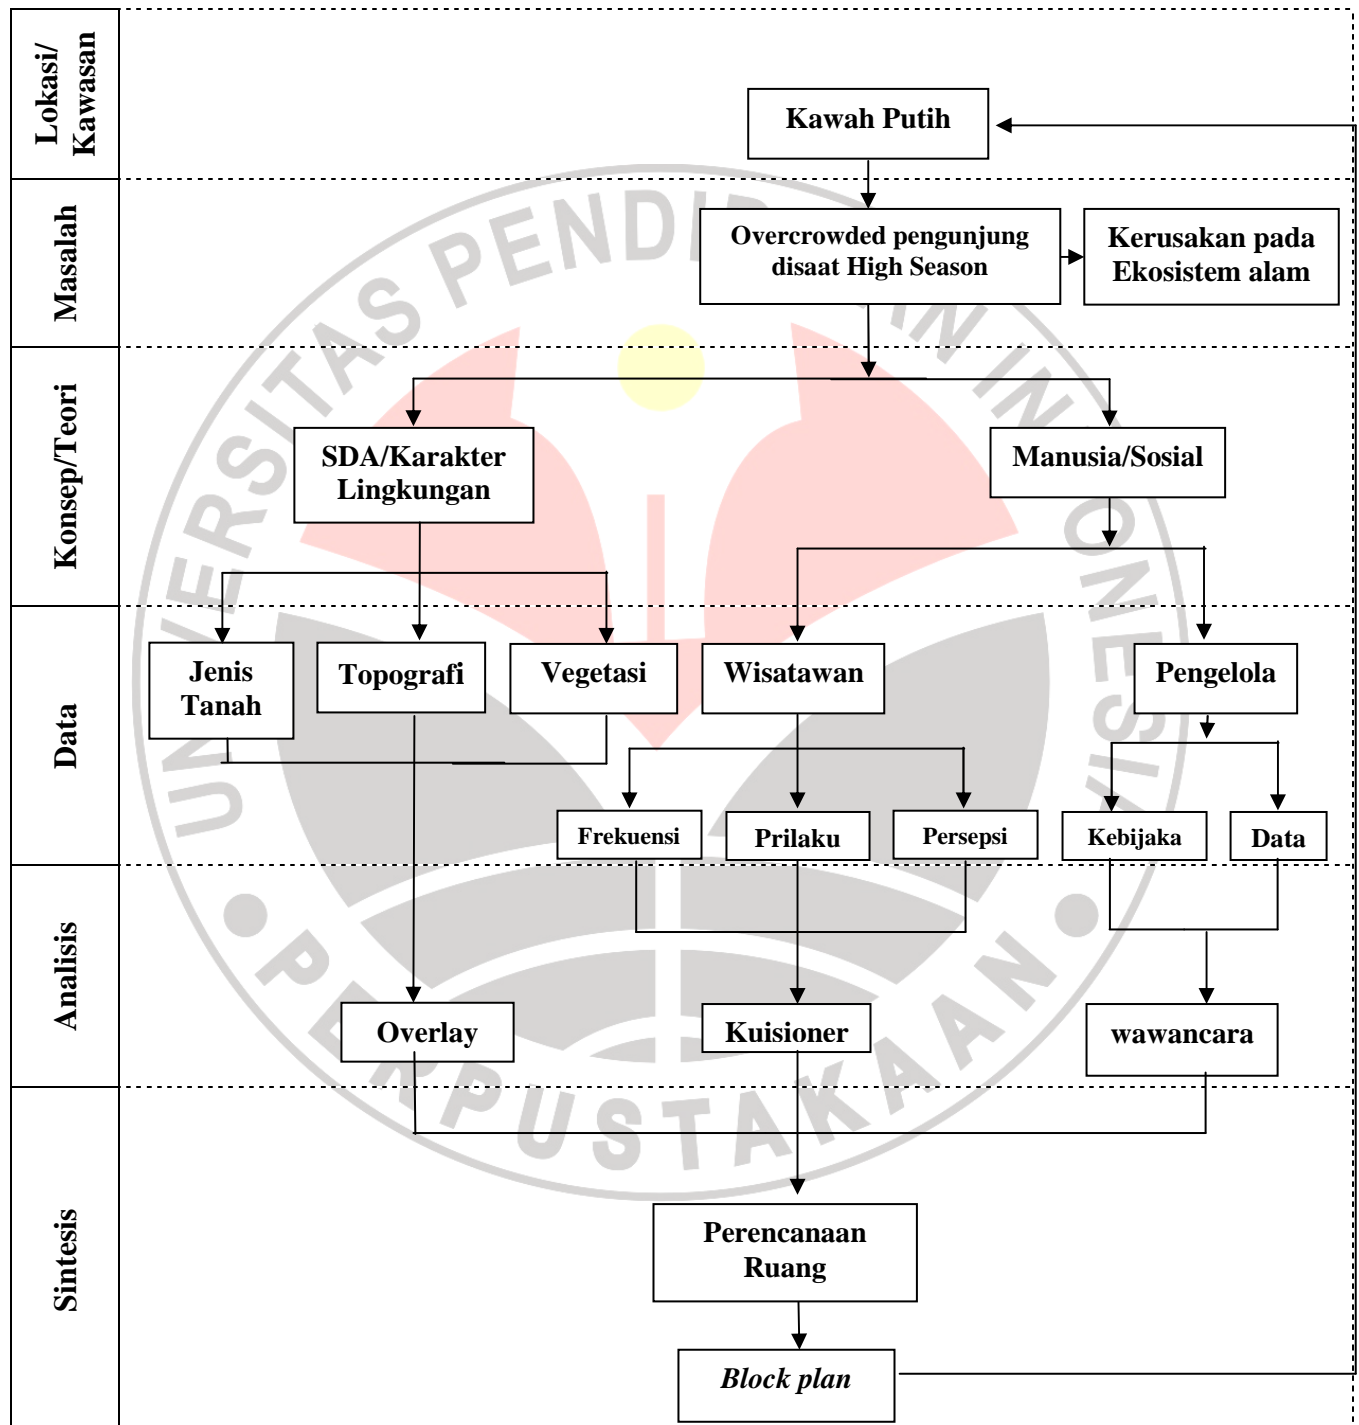 Lokasi/
Kawasan
Kawah Putih
Masalah
Overcrowded pengunjung
disaat High Season
Kerusakan pada
Ekosistem alam
Konsep/Teori
SDA/Karakter
Lingkungan
Manusia/Sosial
Data
Jenis
Tanah
Topografi
Vegetasi
Wisatawan
Pengelola
Frekuensi
Prilaku
Persepsi
Kebijaka
Data
Analisis
Overlay
Kuisioner
wawancara
Sintesis
Perencanaan
Ruang
Block plan
UNIVERSITAS PENDIDIKAN INDONESIA
PERPUSTAKAAN